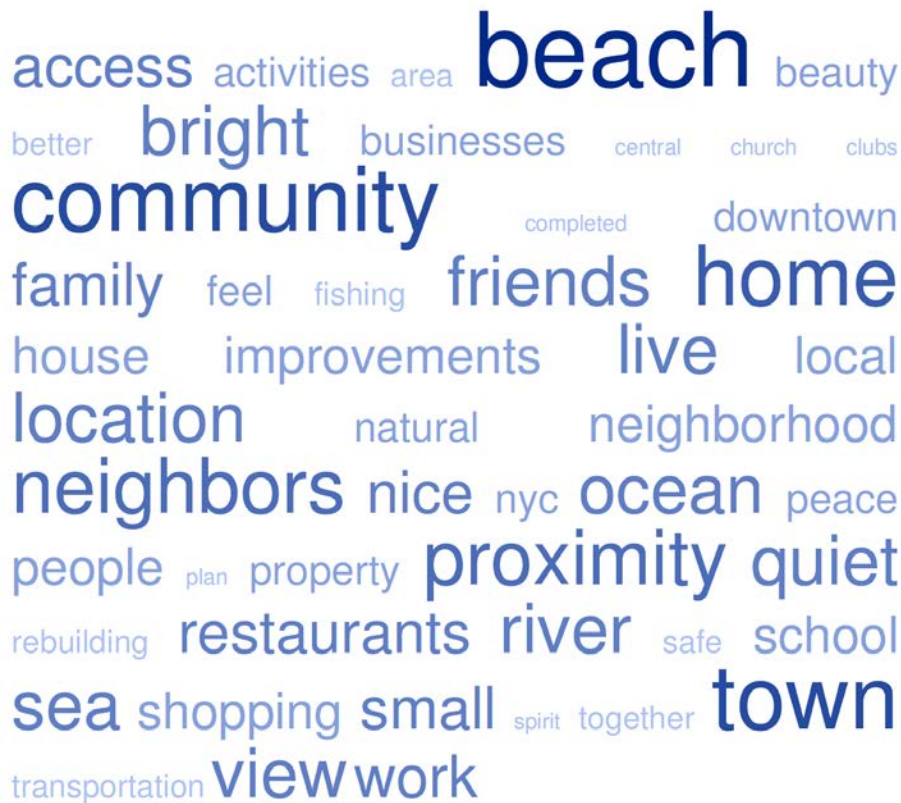 access activities area beach beauty
better bright businesses central church clubs
community completed downtown
family feel fishing friends home
house improvements live local
location natural neighborhood
neighbors nice nyc ocean peace
people plan property proximity quiet
rebuilding restaurants river safe school
sea shopping small spirit together town
transportation view work